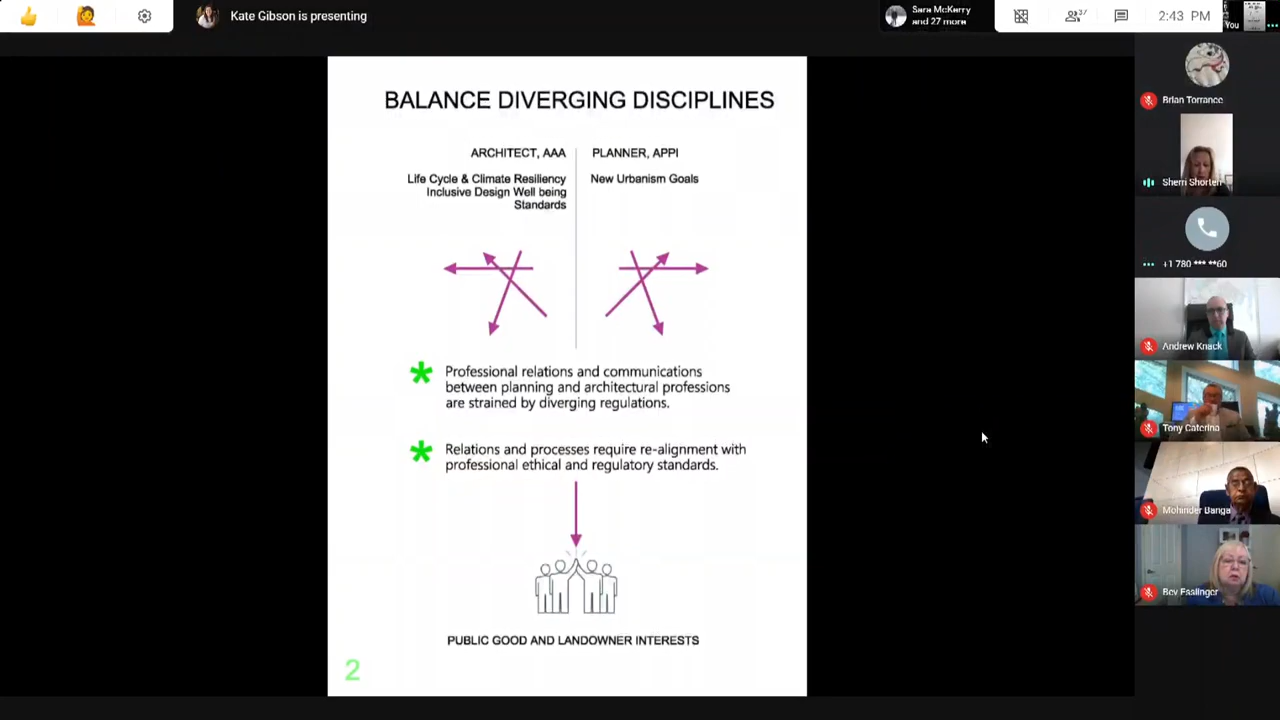 Kate Gibson is presenting
Sara McKerry
and 27 more
37
2:43 PM
You
BALANCE DIVERGING DISCIPLINES
ARCHITECT, AAA
Life Cycle & Climate Resiliency
Inclusive Design Well being
Standards
PLANNER, APPI
New Urbanism Goals
* Professional relations and communications
between planning and architectural professions
are strained by diverging regulations.
* Relations and processes require re-alignment with
professional ethical and regulatory standards.
PUBLIC GOOD AND LANDOWNER INTERESTS
2
Brian Torrance
Sherri Shorten
+1 780 *** **60
Andrew Knack
Tony Caterina
Mohinder Banga
Bev Esslinger